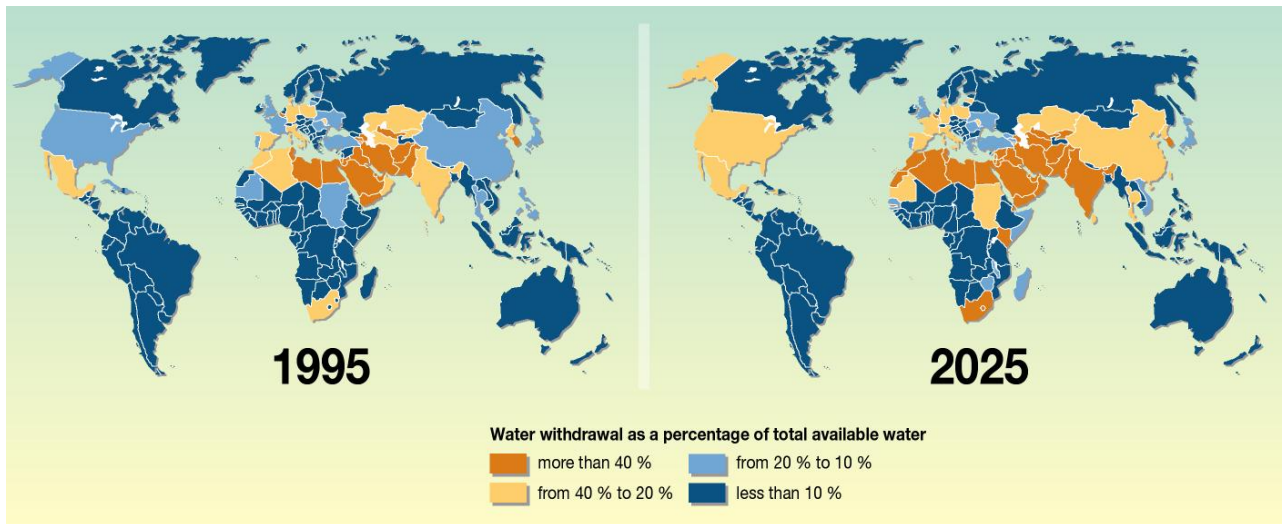 1995
2025
Water withdrawal as a percentage of total available water
more than 40 %
from 20 % to 10 %
from 40 % to 20 %
less than 10 %